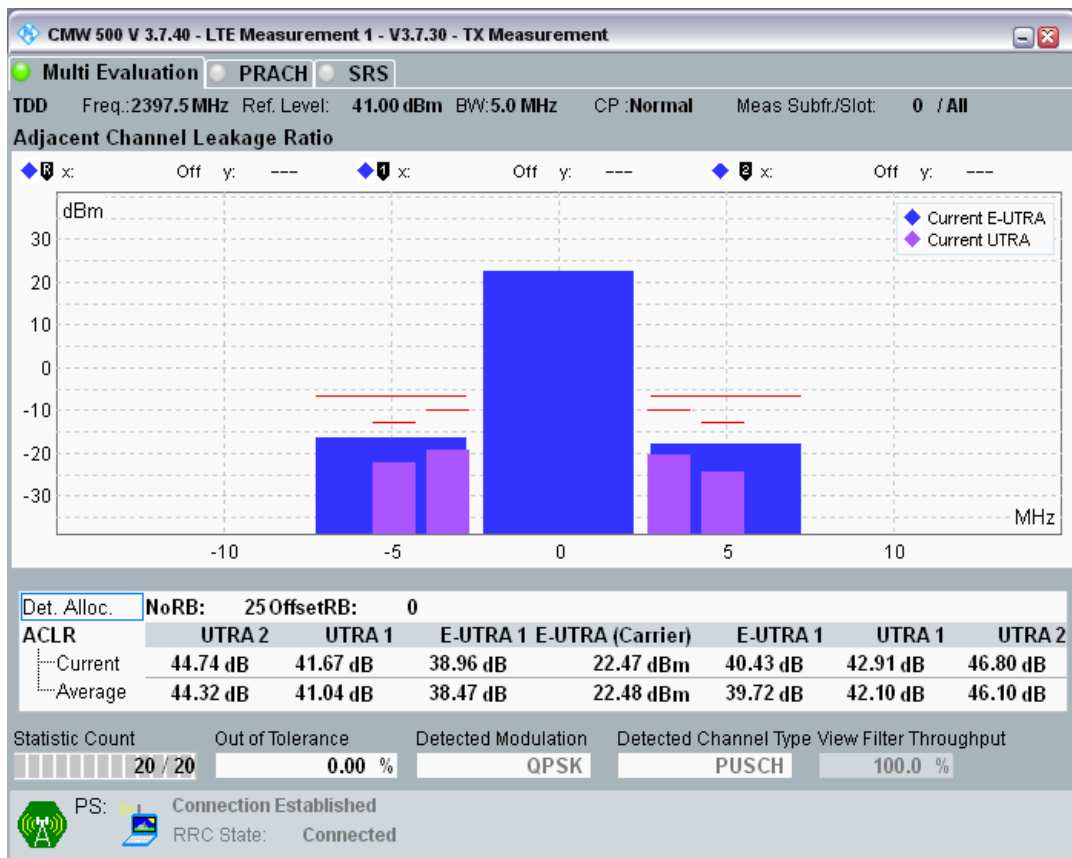 CMW 500 V 3.7.40 - LTE Measurement 1 - V3.7.30 - TX Measurement
Multi Evaluation PRACH SRS
TDD Freq.:2397.5 MHz Ref. Level: 41.00 dBm BW:5.0 MHz CP :Normal Meas Subfr./Slot: 0 / All
Adjacent Channel Leakage Ratio
R x: Off y: --- 1 x: Off y: --- 2 x: Off y: ---
dBm
Current E-UTRA
Current UTRA
30
20
10
0
-10
-20
-30
MHz
-10 -5 0 5 10
Det. Alloc. NoRB: 25 OffsetRB: 0
ACLR UTRA 2 UTRA 1 E-UTRA 1 E-UTRA (Carrier) E-UTRA 1 UTRA 1 UTRA 2
Current 44.74 dB 41.67 dB 38.96 dB 22.47 dBm 40.43 dB 42.91 dB 46.80 dB
Average 44.32 dB 41.04 dB 38.47 dB 22.48 dBm 39.72 dB 42.10 dB 46.10 dB
Statistic Count Out of Tolerance Detected Modulation Detected Channel Type View Filter Throughput
20 / 20 0.00 % QPSK PUSCH 100.0 %
PS: Connection Established
RRC State: Connected